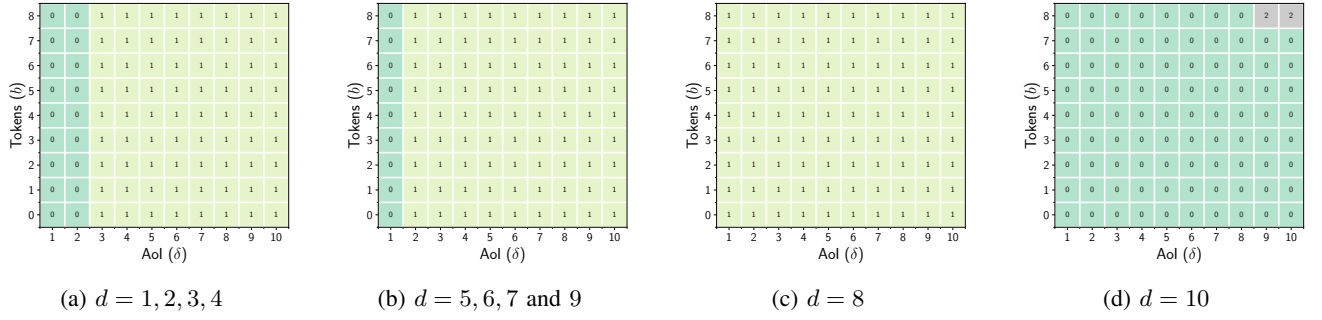 8 0 0 1 1 1 1 1 1 1 1
7 0 0 1 1 1 1 1 1 1 1
6 0 0 1 1 1 1 1 1 1 1
5 0 0 1 1 1 1 1 1 1 1
4 0 0 1 1 1 1 1 1 1 1
3 0 0 1 1 1 1 1 1 1 1
2 0 0 1 1 1 1 1 1 1 1
1 0 0 1 1 1 1 1 1 1 1
0 0 0 1 1 1 1 1 1 1 1
1 2 3 4 5 6 7 8 9 10
Tokens (b)
AoI (δ)
(a) d = 1, 2, 3, 4
8 0 1 1 1 1 1 1 1 1 1
7 0 1 1 1 1 1 1 1 1 1
6 0 1 1 1 1 1 1 1 1 1
5 0 1 1 1 1 1 1 1 1 1
4 0 1 1 1 1 1 1 1 1 1
3 0 1 1 1 1 1 1 1 1 1
2 0 1 1 1 1 1 1 1 1 1
1 0 1 1 1 1 1 1 1 1 1
0 0 1 1 1 1 1 1 1 1 1
1 2 3 4 5 6 7 8 9 10
Tokens (b)
AoI (δ)
(b) d = 5, 6, 7 and 9
8 1 1 1 1 1 1 1 1 1 1
7 1 1 1 1 1 1 1 1 1 1
6 1 1 1 1 1 1 1 1 1 1
5 1 1 1 1 1 1 1 1 1 1
4 1 1 1 1 1 1 1 1 1 1
3 1 1 1 1 1 1 1 1 1 1
2 1 1 1 1 1 1 1 1 1 1
1 1 1 1 1 1 1 1 1 1 1
0 1 1 1 1 1 1 1 1 1 1
1 2 3 4 5 6 7 8 9 10
Tokens (b)
AoI (δ)
(c) d = 8
8 0 0 0 0 0 0 0 0 2 2
7 0 0 0 0 0 0 0 0 0 0
6 0 0 0 0 0 0 0 0 0 0
5 0 0 0 0 0 0 0 0 0 0
4 0 0 0 0 0 0 0 0 0 0
3 0 0 0 0 0 0 0 0 0 0
2 0 0 0 0 0 0 0 0 0 0
1 0 0 0 0 0 0 0 0 0 0
0 0 0 0 0 0 0 0 0 0 0
1 2 3 4 5 6 7 8 9 10
Tokens (b)
AoI (δ)
(d) d = 10